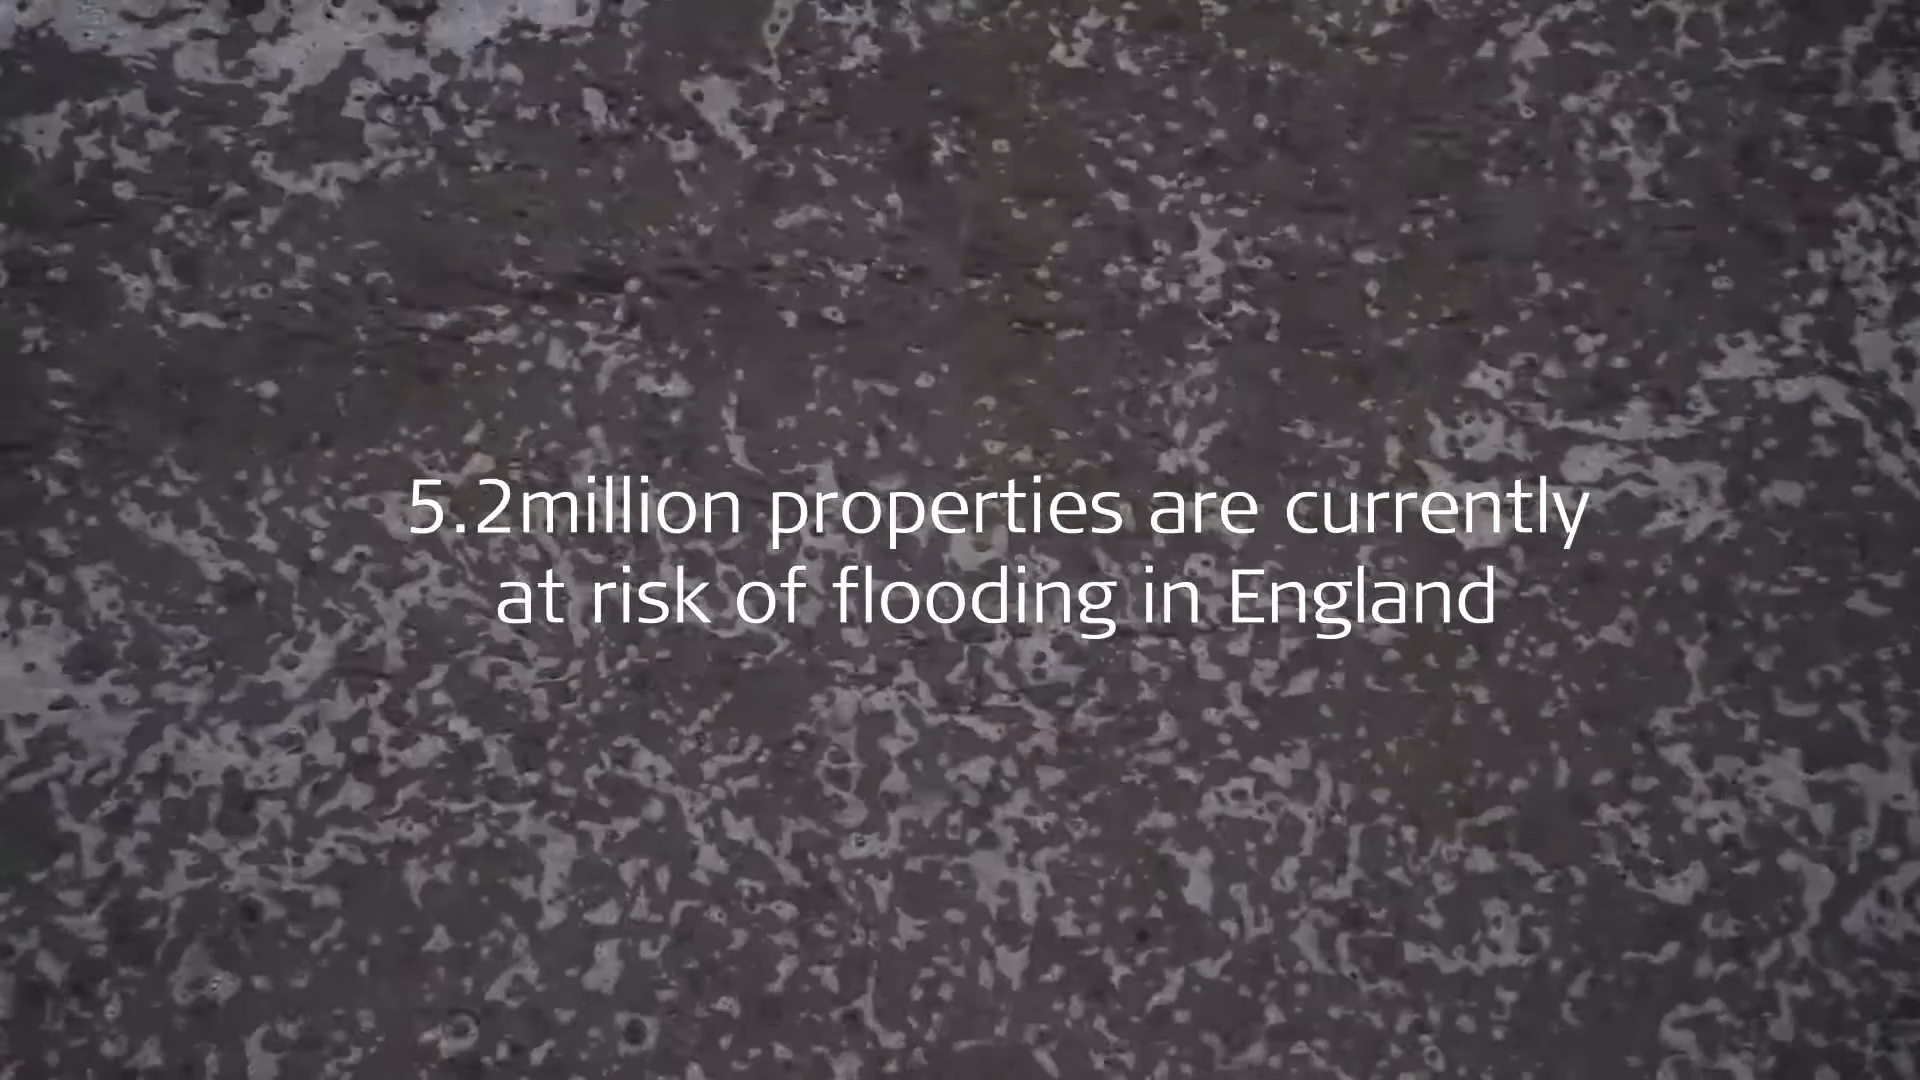 5.2million properties are currently
at risk of flooding in England